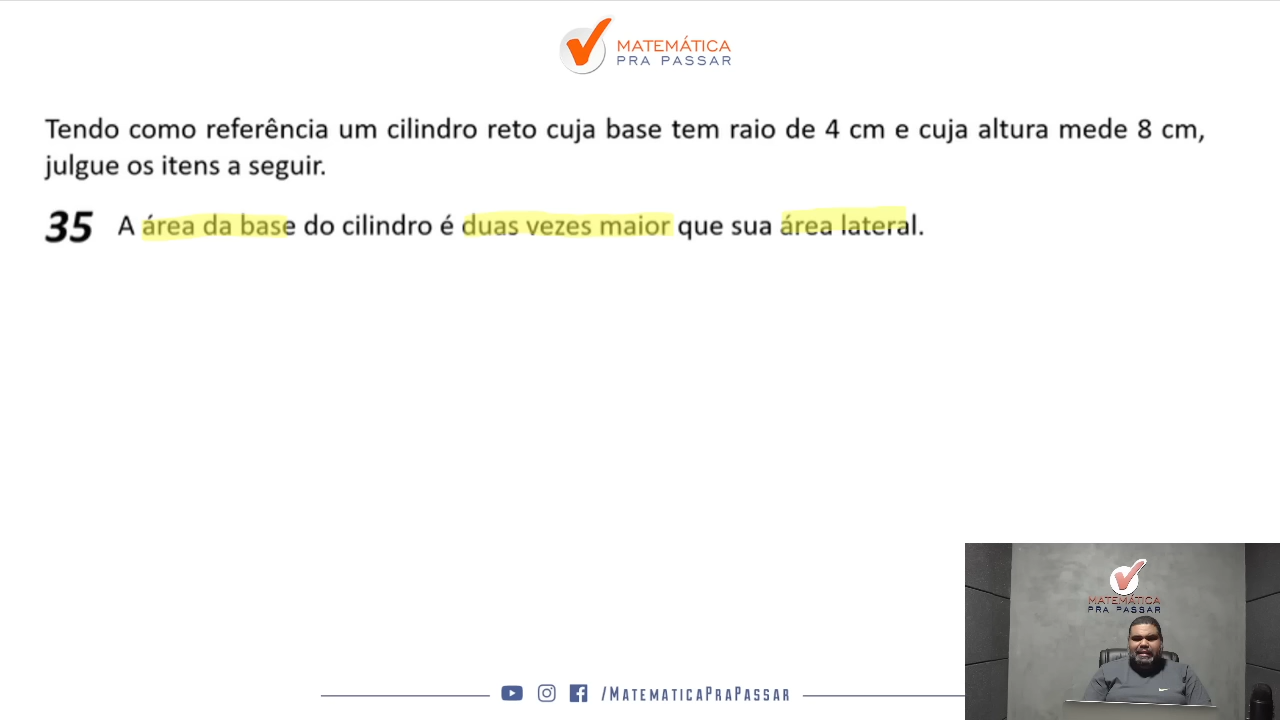 MATEMÁTICA
PRA PASSAR
Tendo como referência um cilindro reto cuja base tem raio de 4 cm e cuja altura mede 8 cm,
julgue os itens a seguir.
35 A área da base do cilindro é duas vezes maior que sua área lateral.
MATEMÁTICA
PRA PASSAR
/MATEMATICAPRAPASSAR